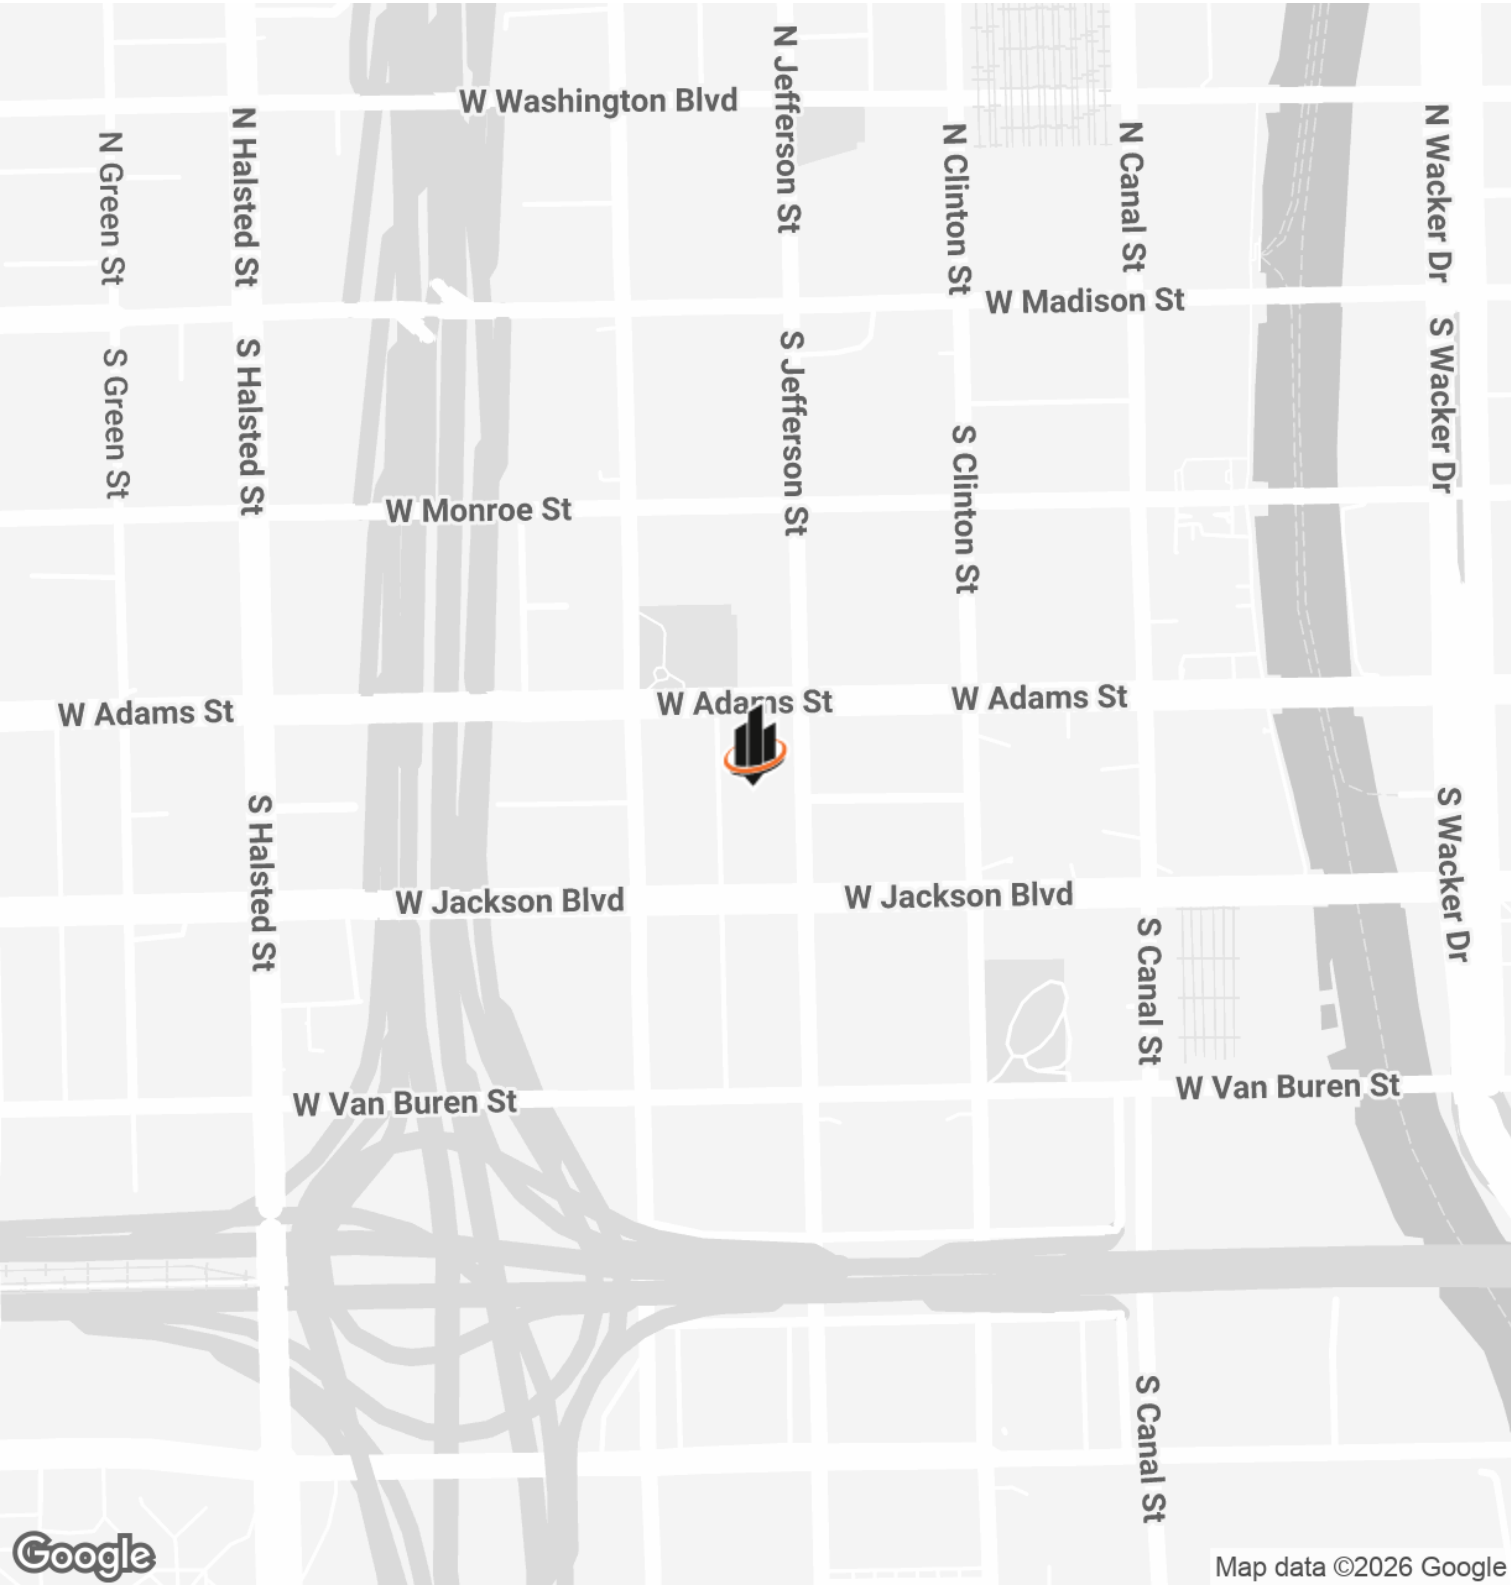 W Washington Blvd
N Jefferson St
N Green St
N Halsted St
N Clinton St
N Canal St
N Wacker Dr
W Madison St
S Green St
S Halsted St
S Jefferson St
S Clinton St
S Wacker Dr
W Monroe St
W Adams St
W Adams St
W Adams St
S Halsted St
S Wacker Dr
W Jackson Blvd
W Jackson Blvd
S Canal St
W Van Buren St
W Van Buren St
S Canal St
Google
Map data ©2026 Google